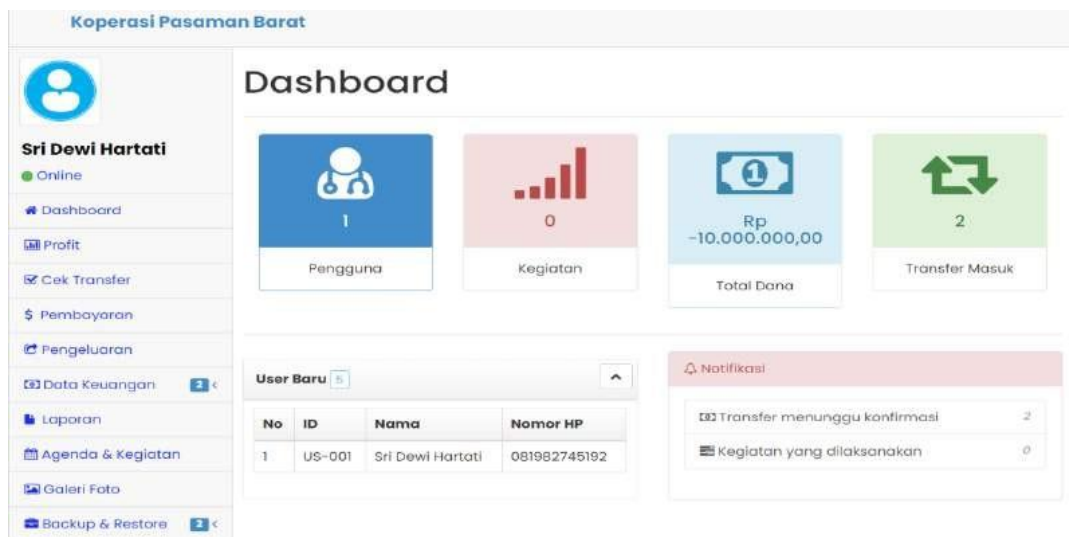 Koperasi Pasaman Barat
Sri Dewi Hartati
Online
Dashboard
Profit
Cek Transfer
$ Pembayaran
Pengeluaran
Data Keuangan 2 <
Laporan
Agenda & Kegiatan
Galeri Foto
Backup & Restore 2 <
Dashboard
1
Pengguna
0
Kegiatan
1
Rp
-10.000.000,00
Total Dana
2
Transfer Masuk
User Baru 5
No ID Nama Nomor HP
1 US-001 Sri Dewi Hartati 081982745192
Notifikasi
Transfer menunggu konfirmasi 2
Kegiatan yang dilaksanakan 0